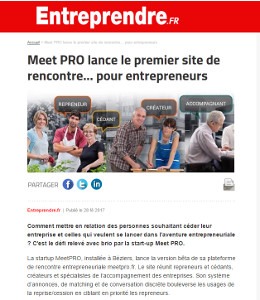 Entreprendre.FR
Accueil > Meet PRO lance le premier site de rencontre... pour entrepreneurs
Meet PRO lance le premier site de
rencontre... pour entrepreneurs
REPRENEUR
CÉDANT
CRÉATEUR
ACCOMPAGNANT
PARTAGER
Entreprendre.fr | Publié le
Comment mettre en relation des personnes souhaitant céder leur
entreprise et celles qui veulent se lancer dans l'aventure entrepreneuriale
? C'est le défi relevé avec brio par la start-up Meet PRO.
La startup MeetPRO, installée à Béziers, lance la version bêta de sa plateforme
de rencontre entrepreneuriale meetpro.fr. Le site réunit repreneurs et cédants,
créateurs et spécialistes de l'accompagnement des entreprises. Son système
d'annonces, de matching et de conversation discrète bouleverse les usages de
la reprise/cession en ciblant en priorité les repreneurs.